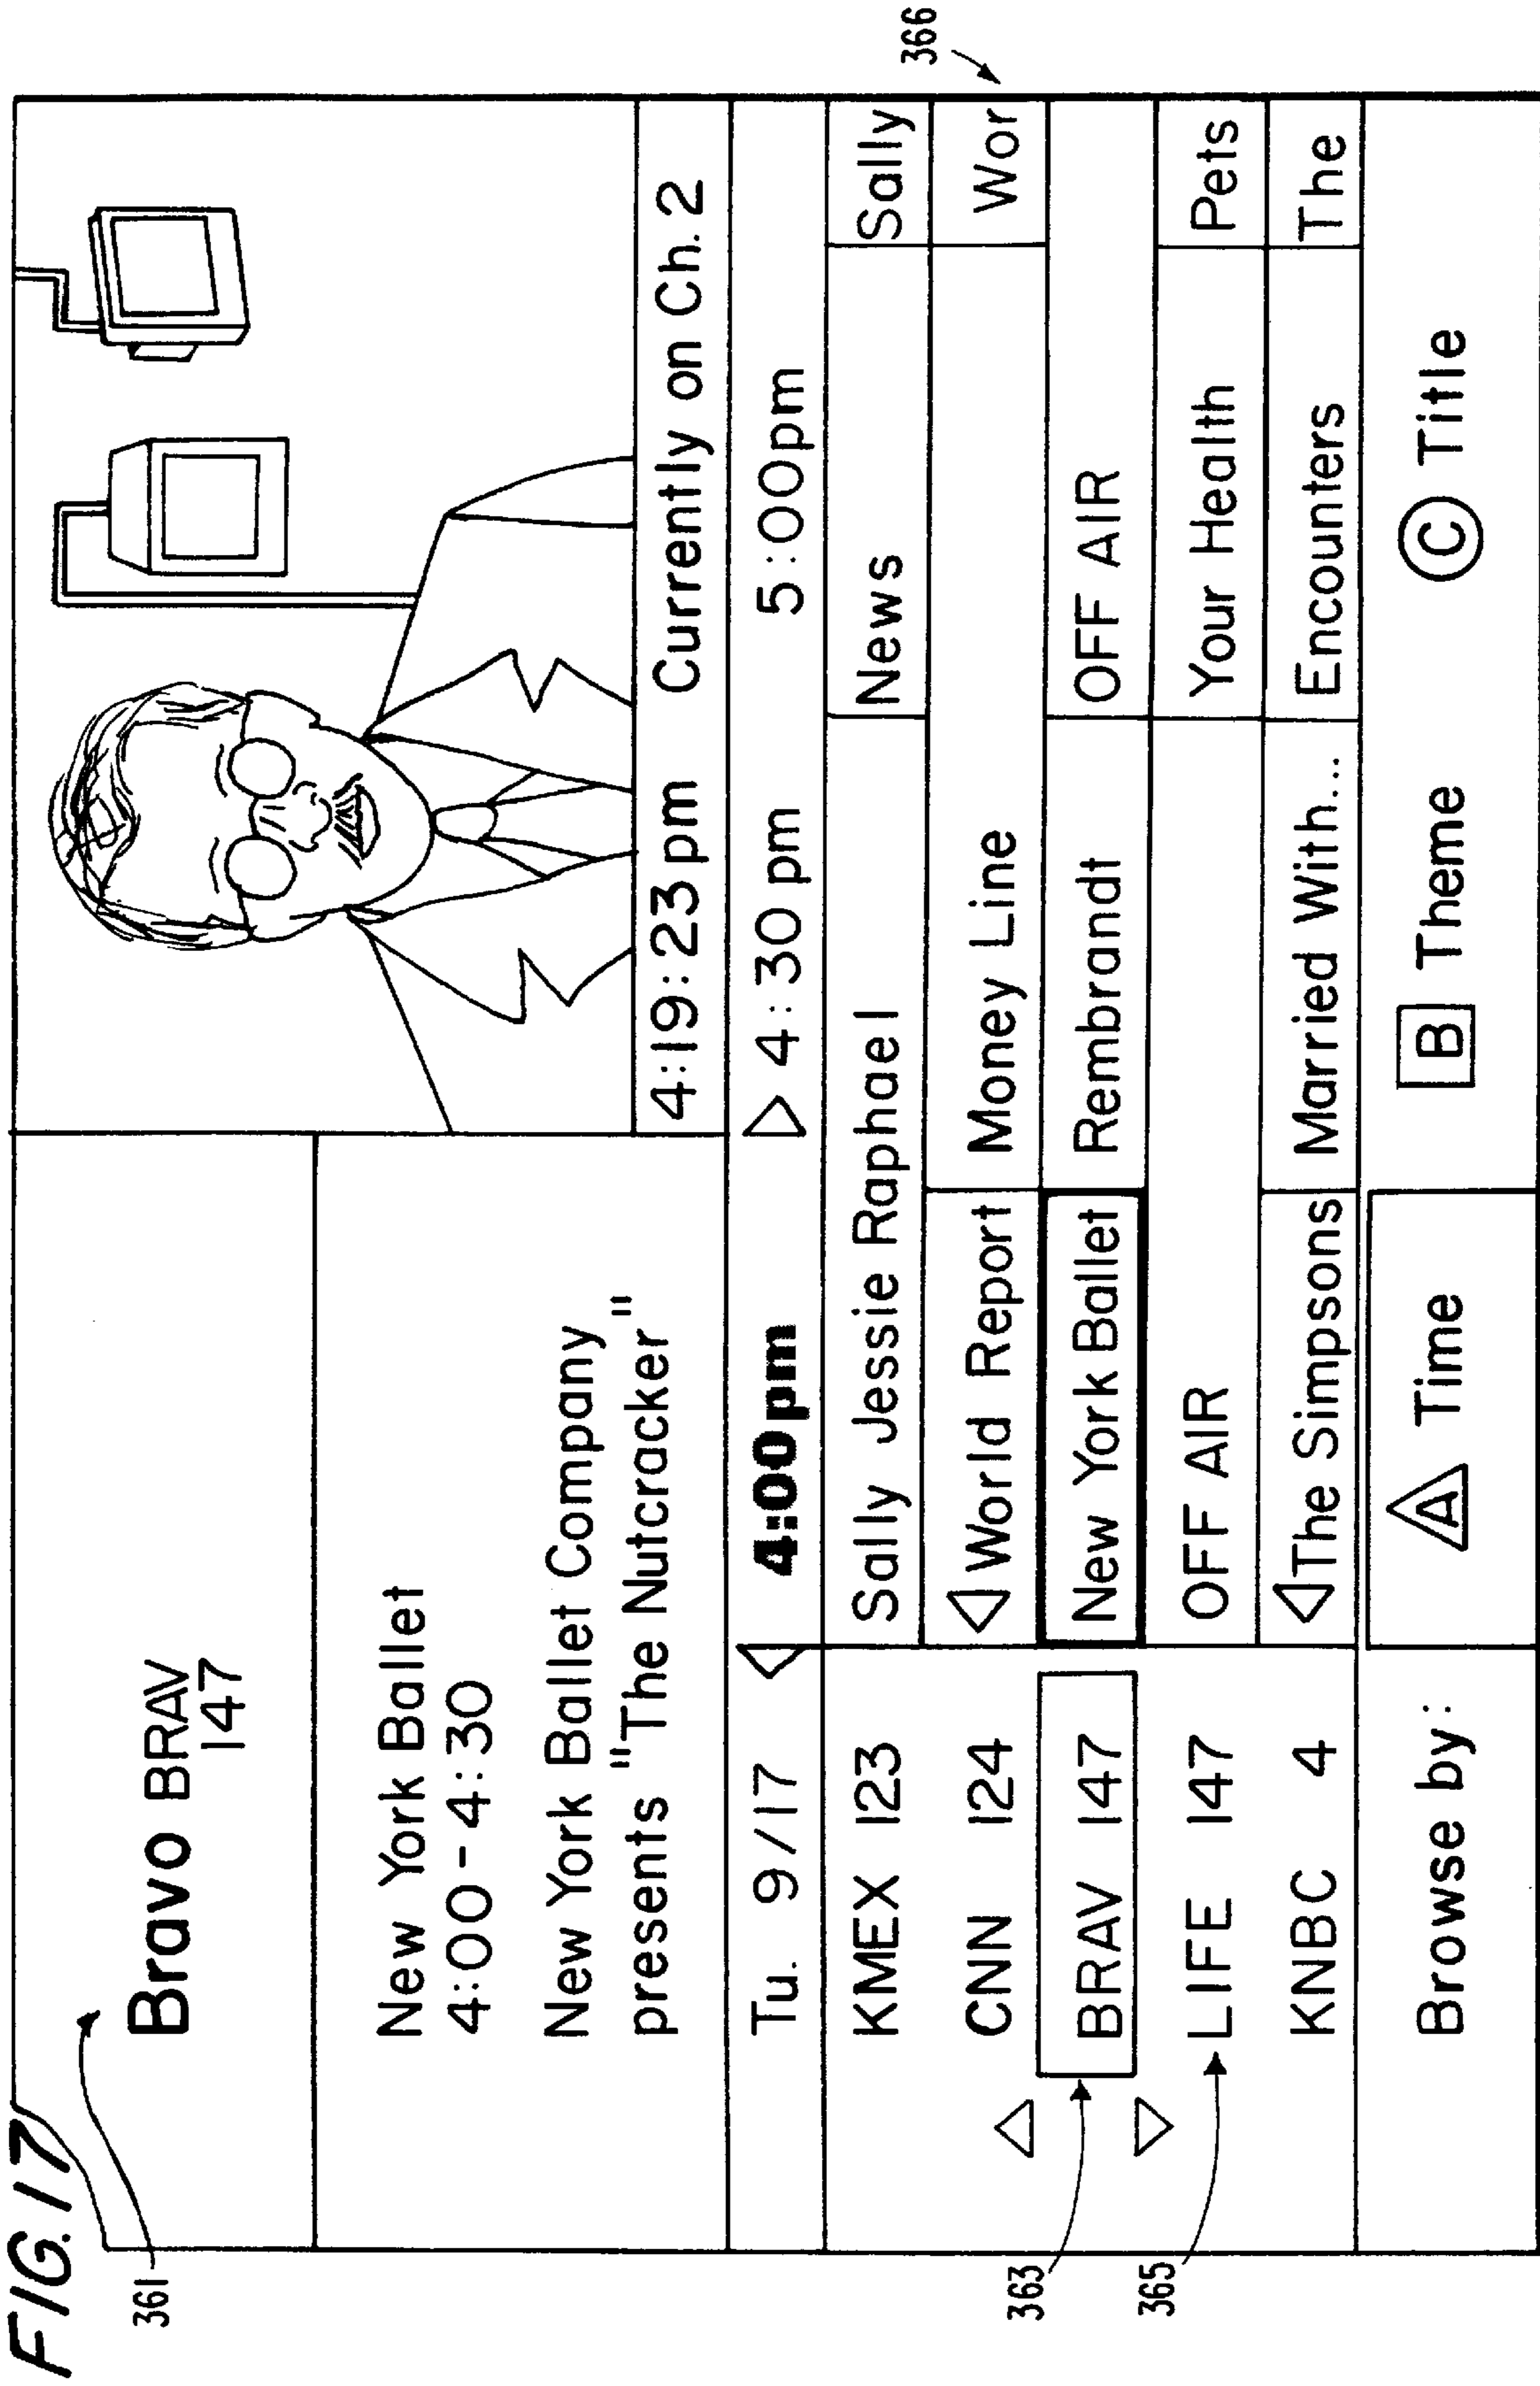 FIG. 17
361
Bravo BRAV
147
New York Ballet
4:00-4:30
New York Ballet Company
presents "The Nutcracker"
4:19:23pm Currently on Ch. 2
Tu. 9/17 4:00pm 4:30 pm 5:00pm
KMEX 123 Sally Jessie Raphael News Sally
CNN 124 World Report Money Line Wor
366
363
BRAV 147 New York Ballet Rembrandt OFF AIR
365
LIFE 147 OFF AIR Your Health Pets
KNBC 4 The Simpsons Married With... Encounters The
Browse by: A Time B Theme C Title